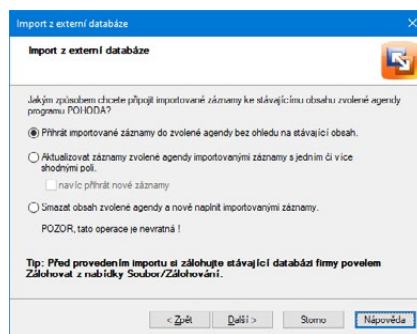 Import z externí databáze
Import z externí databáze
Jakým způsobem chcete připojit importované záznamy ke stávajícímu obsahu zvolené agendy
programu POHODA?
Přihrát importované záznamy do zvolené agendy bez ohledu na stávající obsah.
Aktualizovat záznamy zvolené agendy importovanými záznamy s jedním či více
shodnými poli.
navíc přihrát nové záznamy
Smazat obsah zvolené agendy a nově naplnit importovanými záznamy.
POZOR, tato operace je nevratná !
Tip: Před provedením importu si zálohujte stávající databázi firmy povelem
Zálohovat z nabídky Soubor/Zálohování.
< Zpět
Další >
Storno
Nápověda